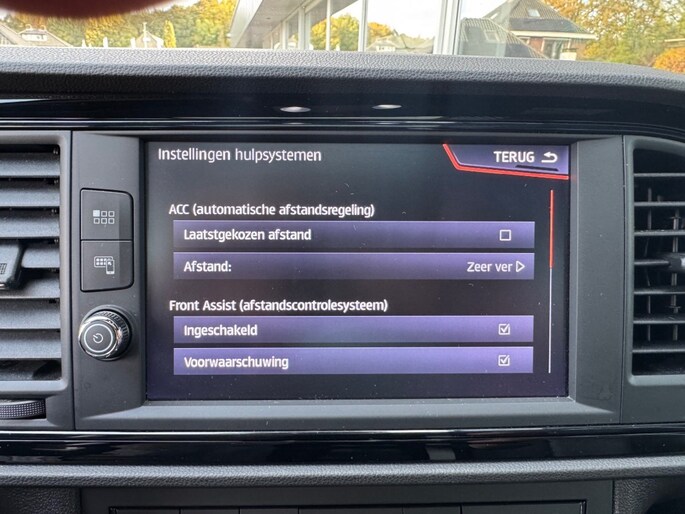 Instellingen hulpsystemen
TERUG
ACC (automatische afstandsregeling)
Laatstgekozen afstand
Afstand: Zeer ver
Front Assist (afstandscontrolesysteem)
Ingeschakeld
Voorwaarschuwing